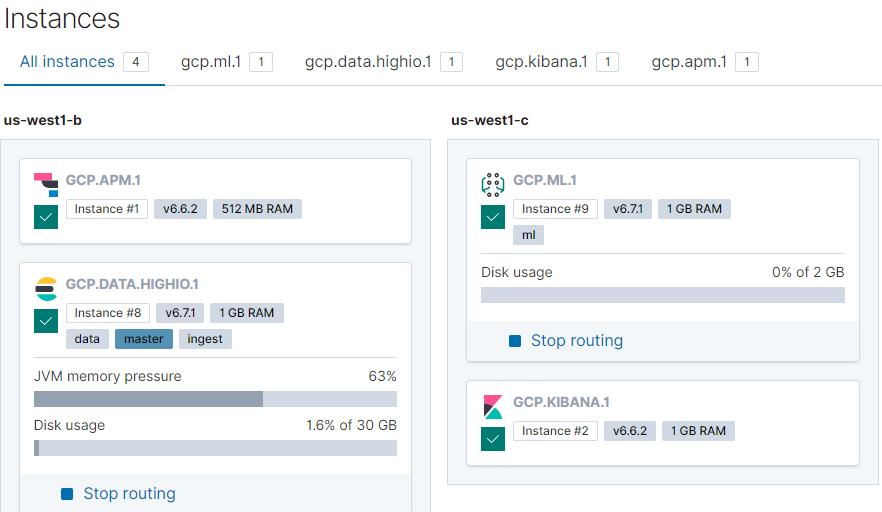 Instances
All instances 4 gcp.ml.1 1 gcp.data.highio.1 1 gcp.kibana.1 1 gcp.apm.1 1
us-west1-b
GCP.APM.1
Instance #1 v6.6.2 512 MB RAM
GCP.DATA.HIGHIO.1
Instance #8 v6.7.1 1 GB RAM
data master ingest
JVM memory pressure 63%
Disk usage 1.6% of 30 GB
Stop routing
us-west1-c
GCP.ML.1
Instance #9 v6.7.1 1 GB RAM
ml
Disk usage 0% of 2 GB
Stop routing
GCP.KIBANA.1
Instance #2 v6.6.2 1 GB RAM